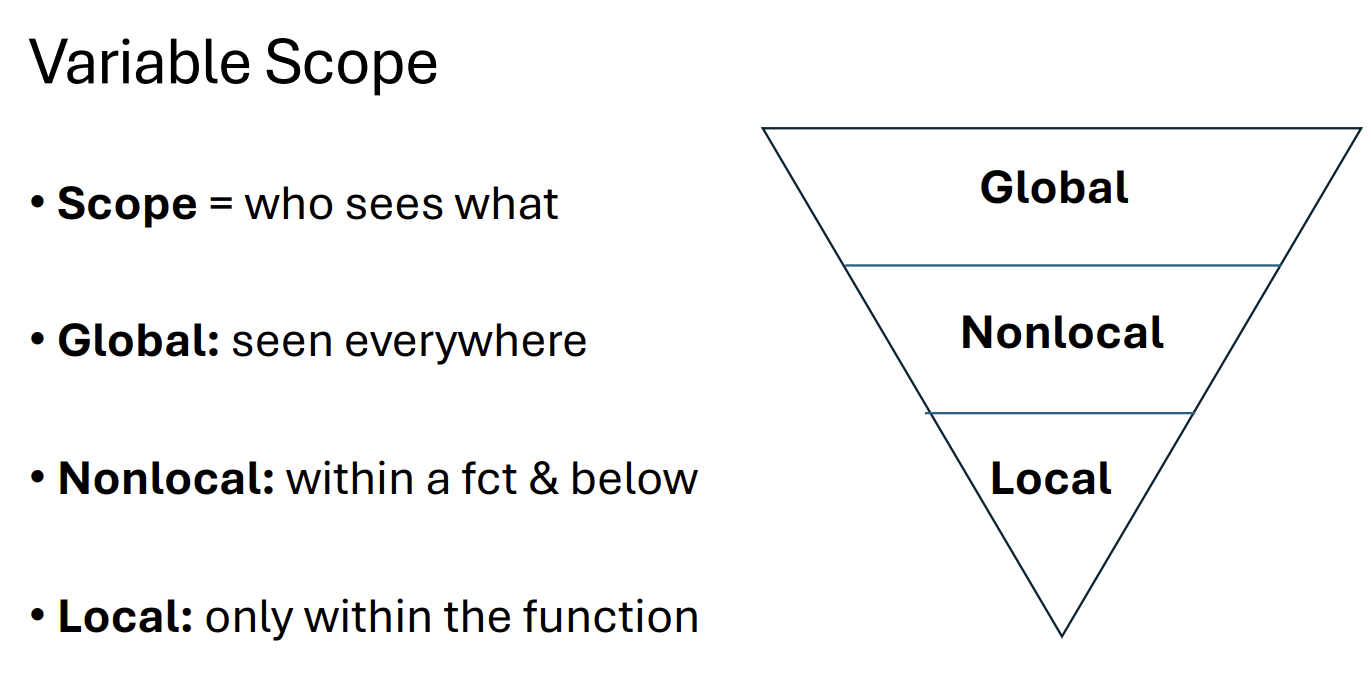 Variable Scope
• Scope = who sees what
• Global: seen everywhere
• Nonlocal: within a fct & below
• Local: only within the function
Global
Nonlocal
Local